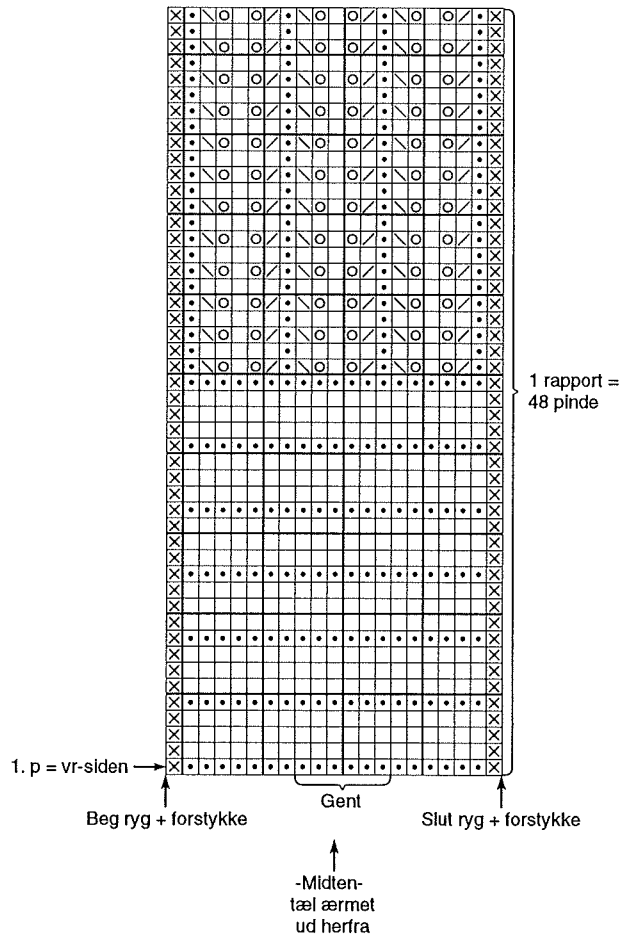 1 rapport =
48 pinde
1. p = vr-siden
Gent
Beg ryg + forstykke
Slut ryg + forstykke
-Midten-
tæl ærmet
ud herfra